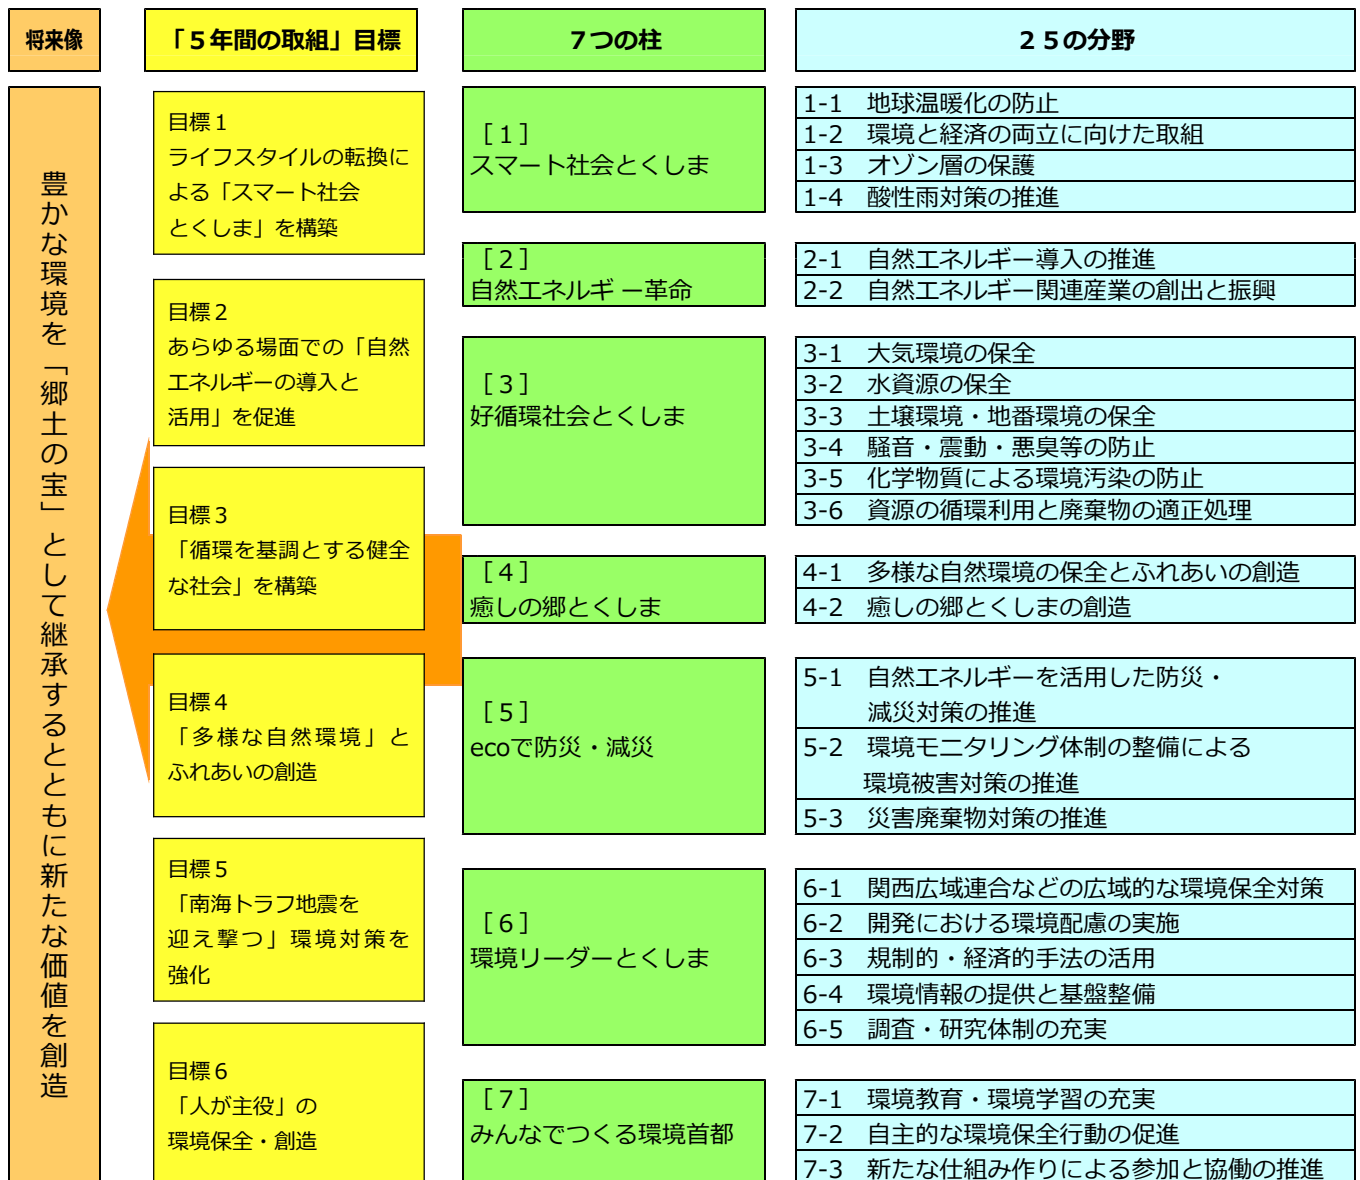 将来像
「５年間の取組」目標
７つの柱
２５の分野
豊かな環境を「郷土の宝」として継承するとともに新たな価値を創造
目標１
ライフスタイルの転換に
よる「スマート社会
とくしま」を構築
目標２
あらゆる場面での「自然
エネルギーの導入と
活用」を促進
目標３
「循環を基調とする健全
な社会」を構築
目標４
「多様な自然環境」と
ふれあいの創造
目標５
「南海トラフ地震を
迎え撃つ」環境対策を
強化
目標６
「人が主役」の
環境保全・創造
［１］
スマート社会とくしま
［２］
自然エネルギー革命
［３］
好循環社会とくしま
［４］
癒しの郷とくしま
［５］
ecoで防災・減災
［６］
環境リーダーとくしま
［７］
みんなでつくる環境首都
1-1　地球温暖化の防止
1-2　環境と経済の両立に向けた取組
1-3　オゾン層の保護
1-4　酸性雨対策の推進
2-1　自然エネルギー導入の推進
2-2　自然エネルギー関連産業の創出と振興
3-1　大気環境の保全
3-2　水資源の保全
3-3　土壌環境・地番環境の保全
3-4　騒音・震動・悪臭等の防止
3-5　化学物質による環境汚染の防止
3-6　資源の循環利用と廃棄物の適正処理
4-1　多様な自然環境の保全とふれあいの創造
4-2　癒しの郷とくしまの創造
5-1　自然エネルギーを活用した防災・
減災対策の推進
5-2　環境モニタリング体制の整備による
環境被害対策の推進
5-3　災害廃棄物対策の推進
6-1　関西広域連合などの広域的な環境保全対策
6-2　開発における環境配慮の実施
6-3　規制的・経済的手法の活用
6-4　環境情報の提供と基盤整備
6-5　調査・研究体制の充実
7-1　環境教育・環境学習の充実
7-2　自主的な環境保全行動の促進
7-3　新たな仕組み作りによる参加と協働の推進